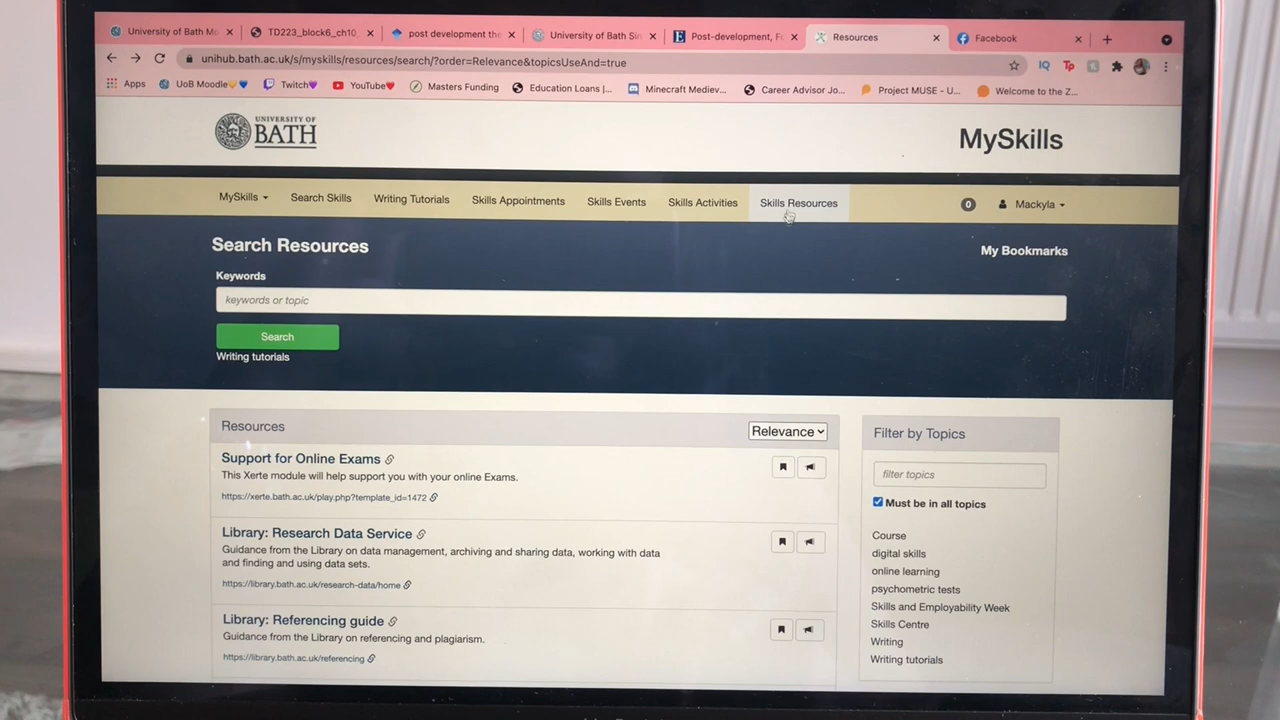 University of Bath Mo
TD223_block6_ch10
post development the
University of Bath Sin
Post-development, Fo
Resources
Facebook
unihub.bath.ac.uk/s/myskills/resources/search/?order=Relevance&topicsUseAnd=true
Apps
UoB Moodle💛💙
Twitch💜
YouTube♥
Masters Funding
Education Loans |...
Minecraft Mediev...
Career Advisor Jo...
Project MUSE - U...
Welcome to the Z...
UNIVERSITY OF
BATH
MySkills
MySkills
Search Skills
Writing Tutorials
Skills Appointments
Skills Events
Skills Activities
Skills Resources
0
Mackyla
Search Resources
My Bookmarks
Keywords
keywords or topic
Search
Writing tutorials
Resources
Relevance
Support for Online Exams
This Xerte module will help support you with your online Exams.
https://xerte.bath.ac.uk/play.php?template_id=1472
Library: Research Data Service
Guidance from the Library on data management, archiving and sharing data, working with data
and finding and using data sets.
https://library.bath.ac.uk/research-data/home
Library: Referencing guide
Guidance from the Library on referencing and plagiarism.
https://library.bath.ac.uk/referencing
Filter by Topics
filter topics
Must be in all topics
Course
digital skills
online learning
psychometric tests
Skills and Employability Week
Skills Centre
Writing
Writing tutorials